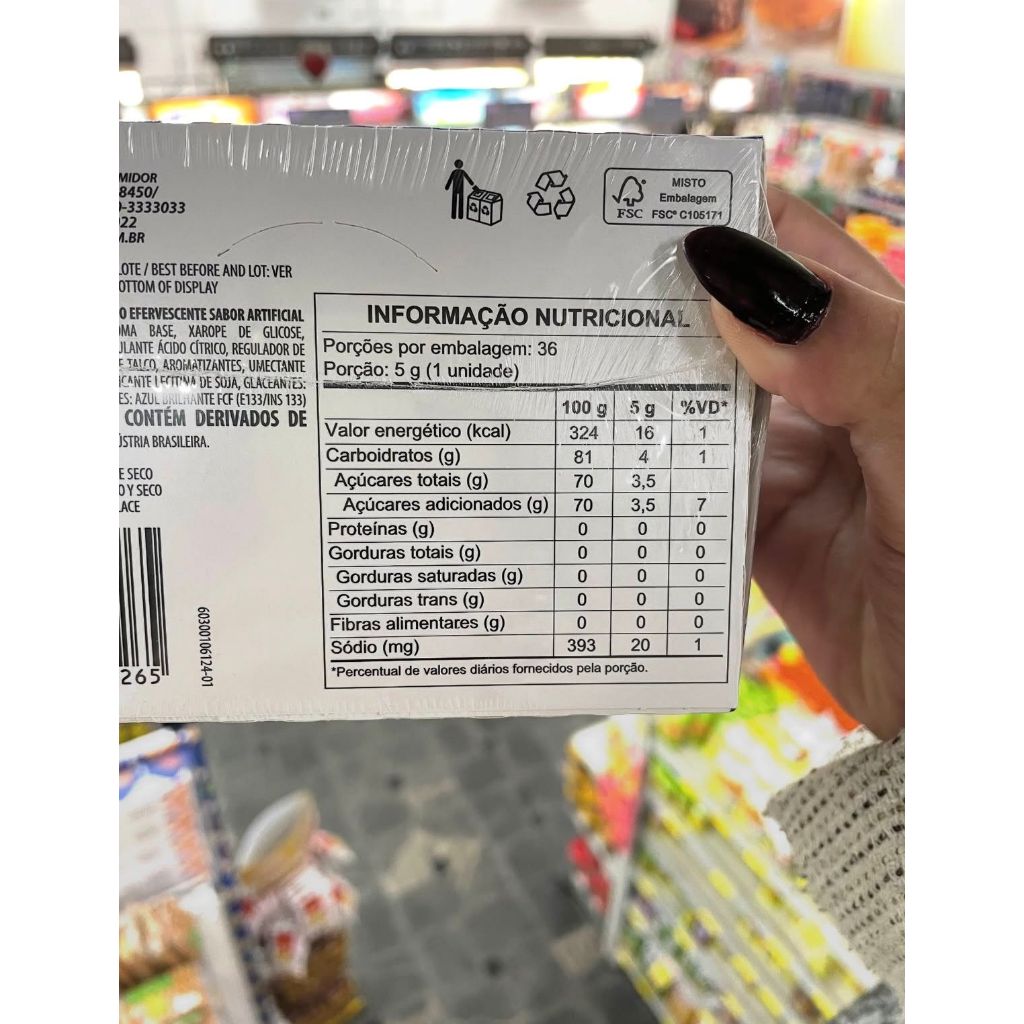 MIDOR
8450/
-3333033
22
M.BR
LOTE / BEST BEFORE AND LOT: VER
OTTOM OF DISPLAY
O EFERVESCENTE SABOR ARTIFICIAL
OMA BASE, XAROPE DE GLICOSE,
ULANTE ÁCIDO CÍTRICO, REGULADOR DE
E TALCO, AROMATIZANTES, UMECTANTE
ICANTE LECITINA DE SOJA, GLACEANTES:
ES: AZUL BRILHANTE FCF (E133/INS 133)
CONTÉM DERIVADOS DE
ÚSTRIA BRASILEIRA.
E SECO
O Y SECO
LACE
265
60300106124-01
MISTO
Embalagem
FSC FSC® C105171
INFORMAÇÃO NUTRICIONAL
Porções por embalagem: 36
Porção: 5 g (1 unidade)
100 g 5 g %VD*
Valor energético (kcal) 324 16 1
Carboidratos (g) 81 4 1
Açúcares totais (g) 70 3,5
Açúcares adicionados (g) 70 3,5 7
Proteínas (g) 0 0 0
Gorduras totais (g) 0 0 0
Gorduras saturadas (g) 0 0 0
Gorduras trans (g) 0 0 0
Fibras alimentares (g) 0 0 0
Sódio (mg) 393 20 1
*Percentual de valores diários fornecidos pela porção.